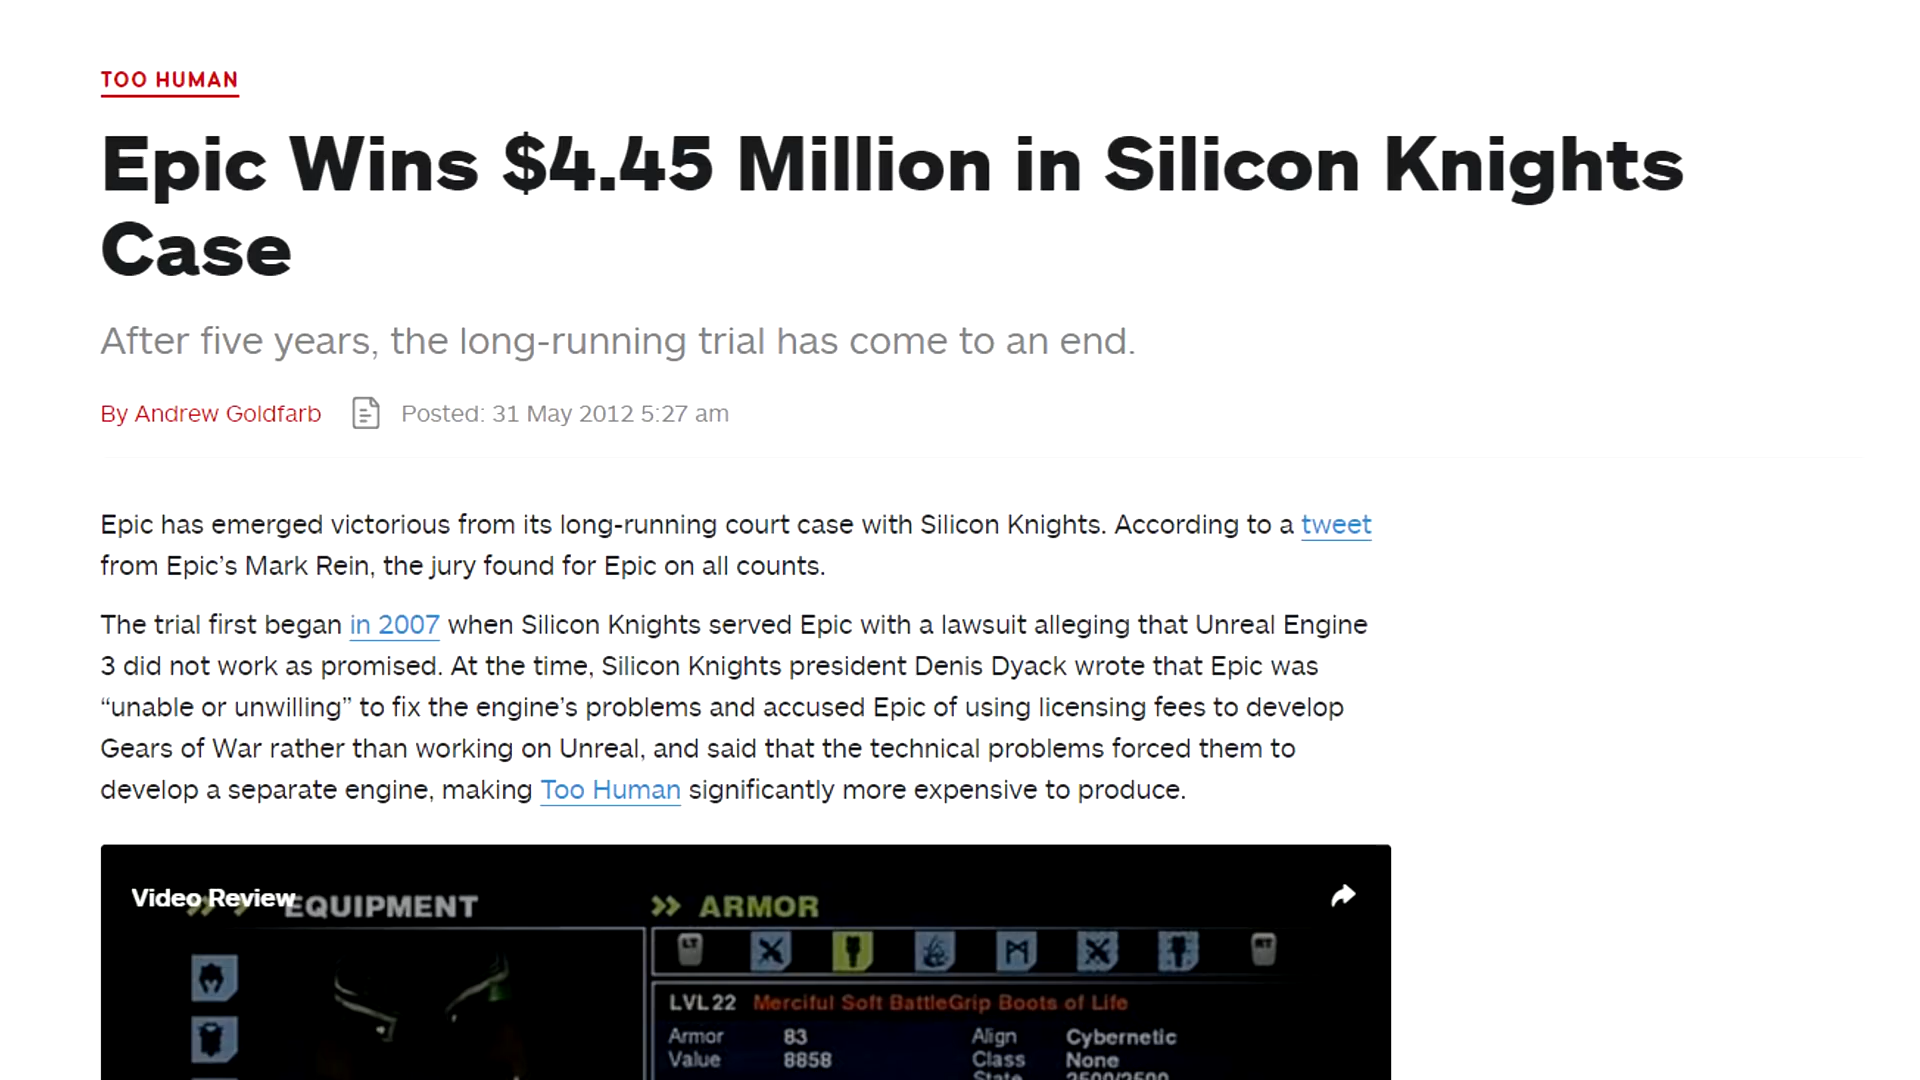 TOO HUMAN
Epic Wins $4.45 Million in Silicon Knights
Case
After five years, the long-running trial has come to an end.
By Andrew Goldfarb Posted: 31 May 2012 5:27 am
Epic has emerged victorious from its long-running court case with Silicon Knights. According to a tweet
from Epic’s Mark Rein, the jury found for Epic on all counts.
The trial first began in 2007 when Silicon Knights served Epic with a lawsuit alleging that Unreal Engine
3 did not work as promised. At the time, Silicon Knights president Denis Dyack wrote that Epic was
“unable or unwilling” to fix the engine’s problems and accused Epic of using licensing fees to develop
Gears of War rather than working on Unreal, and said that the technical problems forced them to
develop a separate engine, making Too Human significantly more expensive to produce.
Video Review
EQUIPMENT
>> ARMOR
LT
RT
LVL 22 Merciful Soft BattleGrip Boots of Life
Armor 83 Align Cybernetic
Value 8858 Class None
State 2500/2500